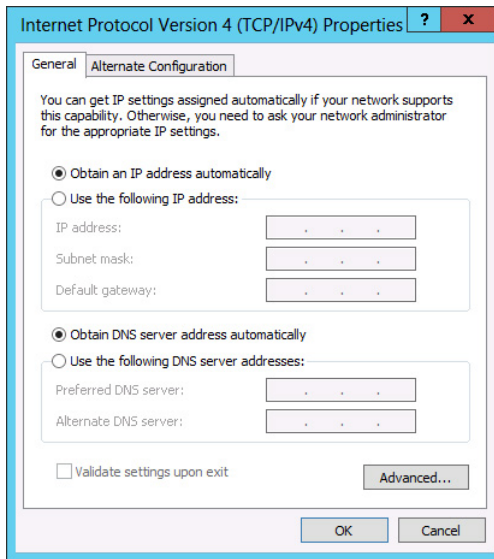 Internet Protocol Version 4 (TCP/IPv4) Properties ? x
General Alternate Configuration
You can get IP settings assigned automatically if your network supports
this capability. Otherwise, you need to ask your network administrator
for the appropriate IP settings.
Obtain an IP address automatically
Use the following IP address:
IP address: . . .
Subnet mask: . . .
Default gateway: . . .
Obtain DNS server address automatically
Use the following DNS server addresses:
Preferred DNS server: . . .
Alternate DNS server: . . .
Validate settings upon exit
Advanced...
OK Cancel